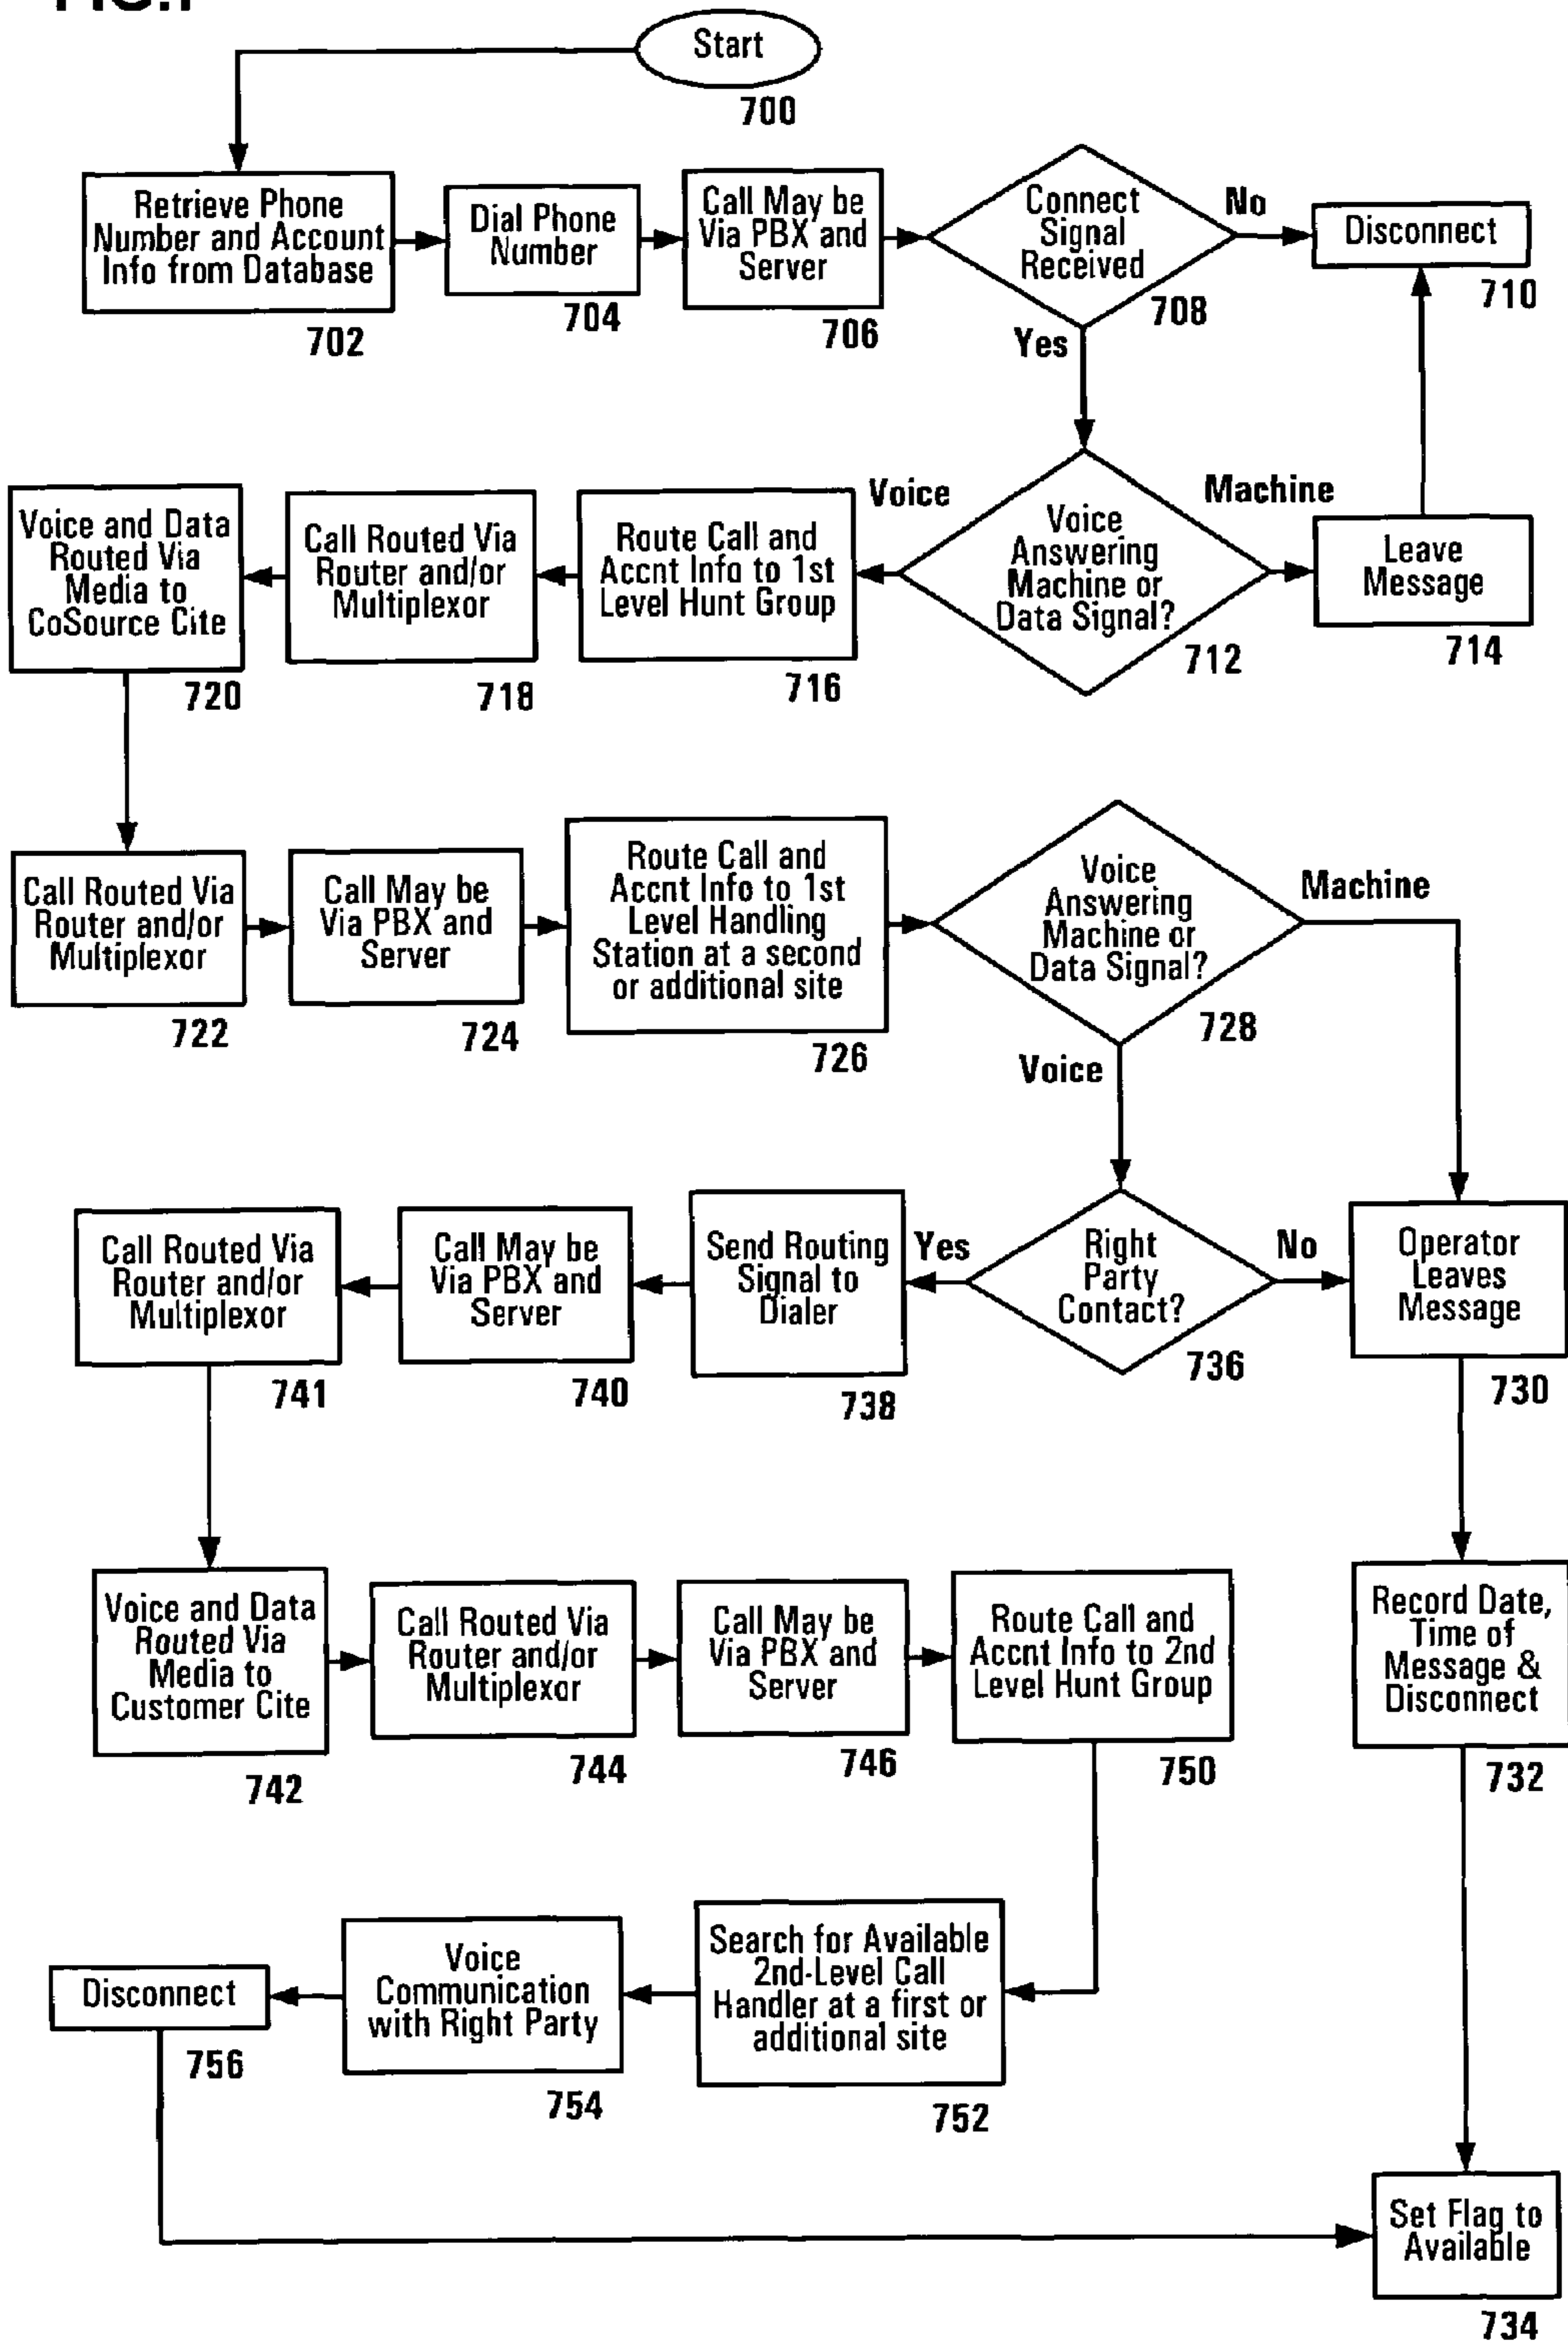 Start
700
Retrieve Phone
Number and Account
Info from Database
702
Dial Phone
Number
704
Call May be
Via PBX and
Server
706
Connect
Signal
Received
708
No
Yes
Disconnect
710
Voice
Answering
Machine or
Data Signal?
712
Voice
Machine
Leave
Message
714
Route Call and
Accnt Info to 1st
Level Hunt Group
716
Call Routed Via
Router and/or
Multiplexor
718
Voice and Data
Routed Via
Media to
CoSource Cite
720
Call Routed Via
Router and/or
Multiplexor
722
Call May be
Via PBX and
Server
724
Route Call and
Accnt Info to 1st
Level Handling
Station at a second
or additional site
726
Voice
Answering
Machine or
Data Signal?
728
Machine
Voice
Right
Party
Contact?
736
Yes
No
Operator
Leaves
Message
730
Send Routing
Signal to
Dialer
738
Call May be
Via PBX and
Server
740
Call Routed Via
Router and/or
Multiplexor
741
Voice and Data
Routed Via
Media to
Customer Cite
742
Call Routed Via
Router and/or
Multiplexor
744
Call May be
Via PBX and
Server
746
Route Call and
Accnt Info to 2nd
Level Hunt Group
750
Record Date,
Time of
Message &
Disconnect
732
Search for Available
2nd-Level Call
Handler at a first or
additional site
752
Voice
Communication
with Right Party
754
Disconnect
756
Set Flag to
Available
734